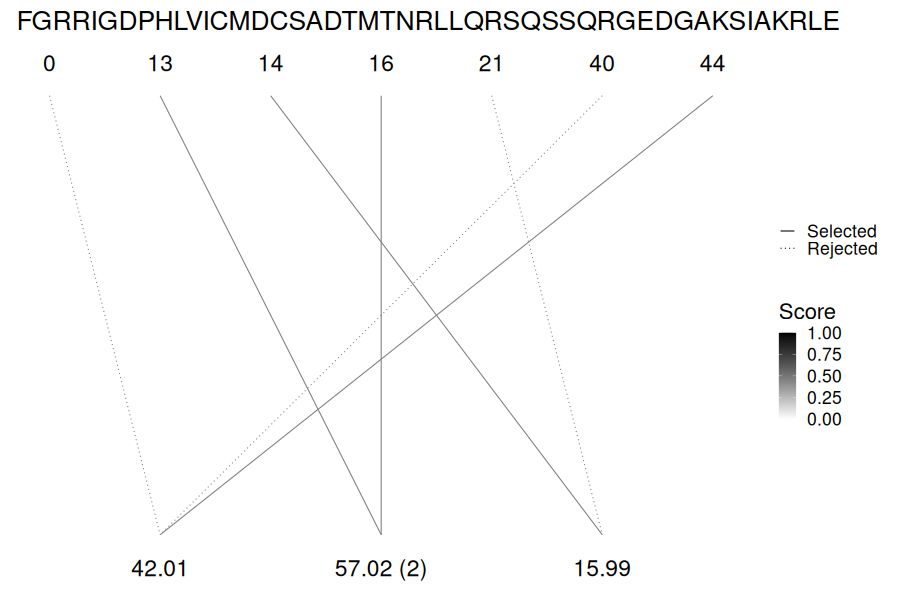 FGRRIGDPHLVICMDCSADTMTNRLLQRSQSSQRGEDGAKSIAKRLE
0 13 14 16 21 40 44
Selected
Rejected
Score
1.00
0.75
0.50
0.25
0.00
42.01 57.02 (2) 15.99